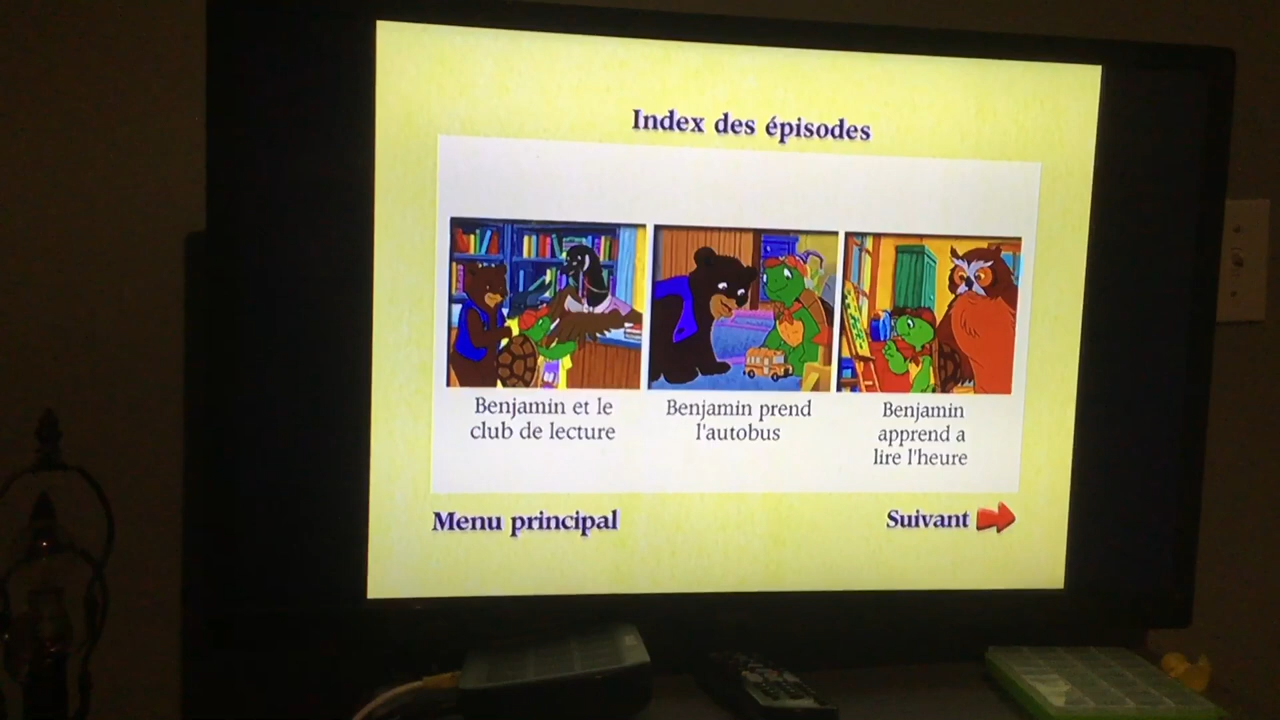 Index des épisodes
Benjamin et le
club de lecture
Benjamin prend
l'autobus
Benjamin
apprend a
lire l'heure
Menu principal
Suivant